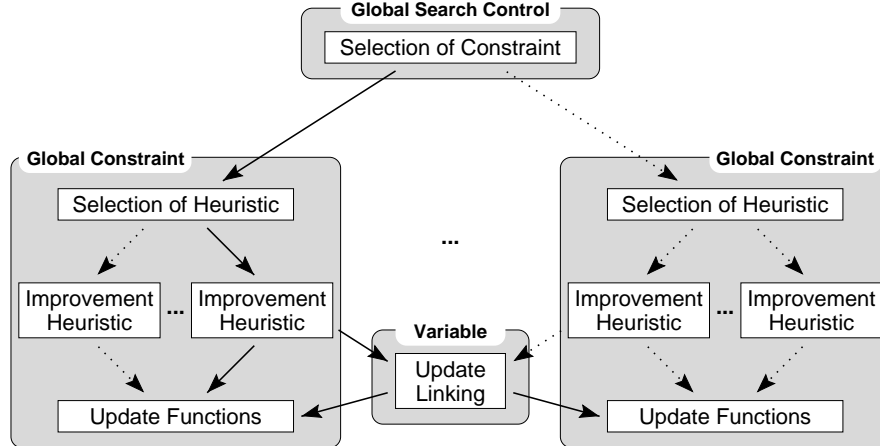 Global Search Control
Selection of Constraint
Global Constraint
Selection of Heuristic
Improvement
Heuristic
...
Improvement
Heuristic
Update Functions
...
Variable
Update
Linking
Global Constraint
Selection of Heuristic
Improvement
Heuristic
...
Improvement
Heuristic
Update Functions